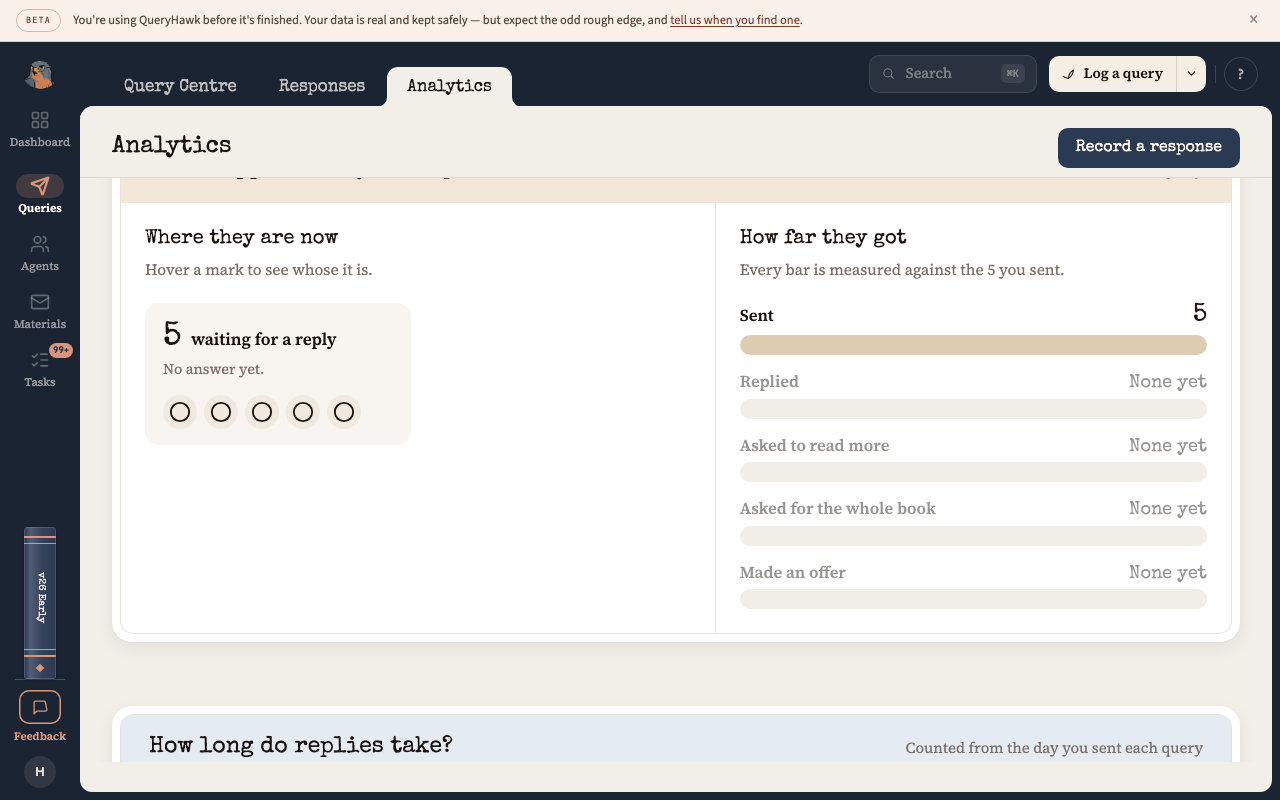 BETA
You're using QueryHawk before it's finished. Your data is real and kept safely — but expect the odd rough edge, and tell us when you find one.
×
Query Centre
Responses
Analytics
Search
⌘K
Log a query
?
Dashboard
Queries
Agents
Materials
99+
Tasks
v26 Early
Feedback
H
Analytics
Record a response
Where they are now
Hover a mark to see whose it is.
5 waiting for a reply
No answer yet.
How far they got
Every bar is measured against the 5 you sent.
Sent 5
Replied None yet
Asked to read more None yet
Asked for the whole book None yet
Made an offer None yet
How long do replies take?
Counted from the day you sent each query